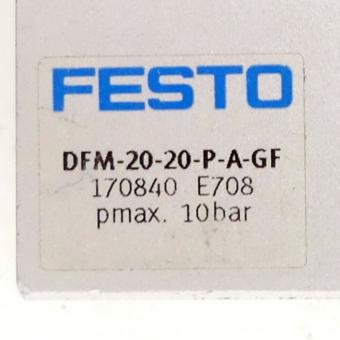 FESTO
DFM-20-20-P-A-GF
170840 E708
pmax. 10bar